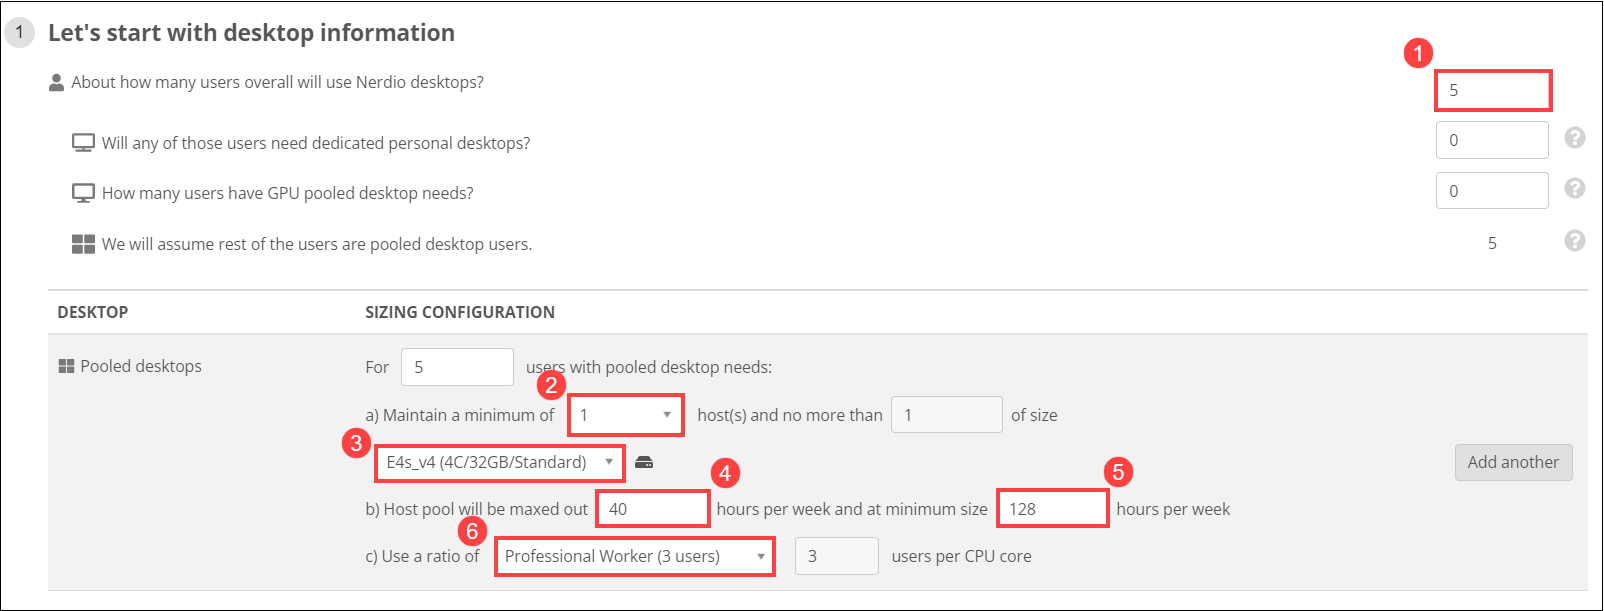 1 Let's start with desktop information
1
About how many users overall will use Nerdio desktops? 5
Will any of those users need dedicated personal desktops? 0 ?
How many users have GPU pooled desktop needs? 0 ?
We will assume rest of the users are pooled desktop users. 5 ?
DESKTOP SIZING CONFIGURATION
Pooled desktops For 5 users with pooled desktop needs:
2
a) Maintain a minimum of 1 host(s) and no more than 1 of size
3
E4s_v4 (4C/32GB/Standard) Add another
4 5
b) Host pool will be maxed out 40 hours per week and at minimum size 128 hours per week
6
c) Use a ratio of Professional Worker (3 users) 3 users per CPU core